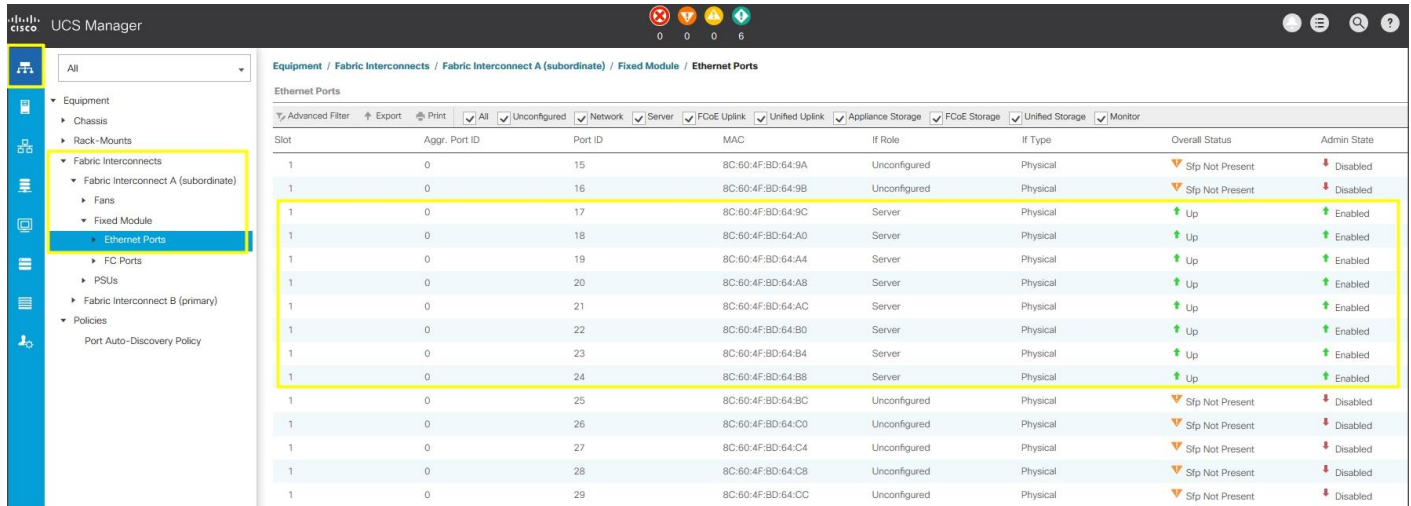 cisco UCS Manager
0 0 0 6
All
Equipment
Chassis
Rack-Mounts
Fabric Interconnects
Fabric Interconnect A (subordinate)
Fans
Fixed Module
Ethernet Ports
FC Ports
PSUs
Fabric Interconnect B (primary)
Policies
Port Auto-Discovery Policy
Equipment / Fabric Interconnects / Fabric Interconnect A (subordinate) / Fixed Module / Ethernet Ports
Ethernet Ports
Advanced Filter Export Print All Unconfigured Network Server FCoE Uplink Unified Uplink Appliance Storage FCoE Storage Unified Storage Monitor
Slot Aggr. Port ID Port ID MAC If Role If Type Overall Status Admin State
1 0 15 8C:60:4F:BD:64:9A Unconfigured Physical Sfp Not Present Disabled
1 0 16 8C:60:4F:BD:64:9B Unconfigured Physical Sfp Not Present Disabled
1 0 17 8C:60:4F:BD:64:9C Server Physical Up Enabled
1 0 18 8C:60:4F:BD:64:A0 Server Physical Up Enabled
1 0 19 8C:60:4F:BD:64:A4 Server Physical Up Enabled
1 0 20 8C:60:4F:BD:64:A8 Server Physical Up Enabled
1 0 21 8C:60:4F:BD:64:AC Server Physical Up Enabled
1 0 22 8C:60:4F:BD:64:B0 Server Physical Up Enabled
1 0 23 8C:60:4F:BD:64:B4 Server Physical Up Enabled
1 0 24 8C:60:4F:BD:64:B8 Server Physical Up Enabled
1 0 25 8C:60:4F:BD:64:BC Unconfigured Physical Sfp Not Present Disabled
1 0 26 8C:60:4F:BD:64:C0 Unconfigured Physical Sfp Not Present Disabled
1 0 27 8C:60:4F:BD:64:C4 Unconfigured Physical Sfp Not Present Disabled
1 0 28 8C:60:4F:BD:64:C8 Unconfigured Physical Sfp Not Present Disabled
1 0 29 8C:60:4F:BD:64:CC Unconfigured Physical Sfp Not Present Disabled